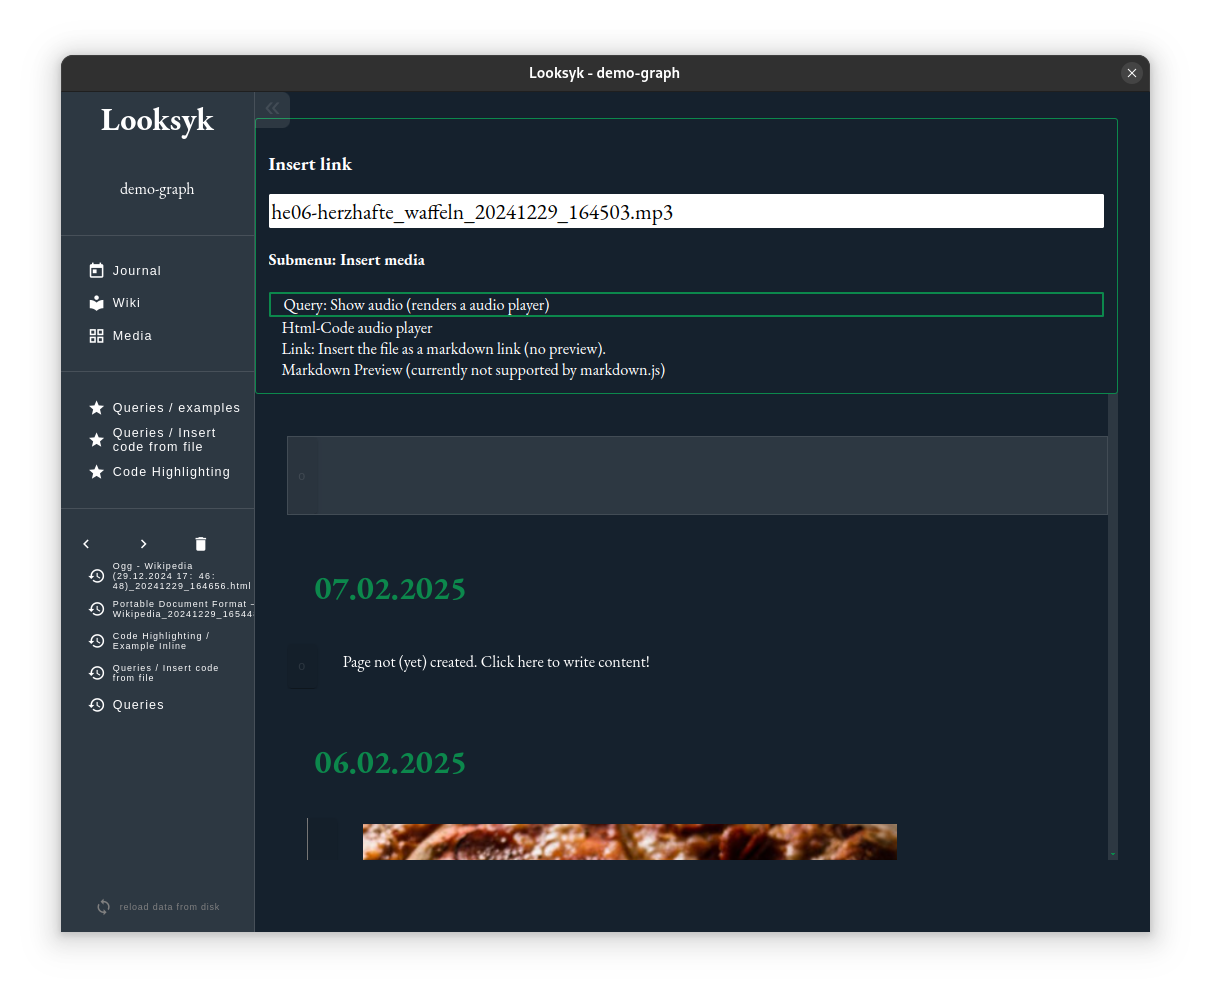 Looksyk - demo-graph
Looksyk
demo-graph
Journal
Wiki
Media
Queries / examples
Queries / Insert
code from file
Code Highlighting
Ogg - Wikipedia
(29.12.2024 17: 46:
48)_20241229_164656.html
Portable Document Format –
Wikipedia_20241229_16544
Code Highlighting /
Example Inline
Queries / Insert code
from file
Queries
reload data from disk
Insert link
he06-herzhafte_waffeln_20241229_164503.mp3
Submenu: Insert media
Query: Show audio (renders a audio player)
Html-Code audio player
Link: Insert the file as a markdown link (no preview).
Markdown Preview (currently not supported by markdown.js)
07.02.2025
Page not (yet) created. Click here to write content!
06.02.2025